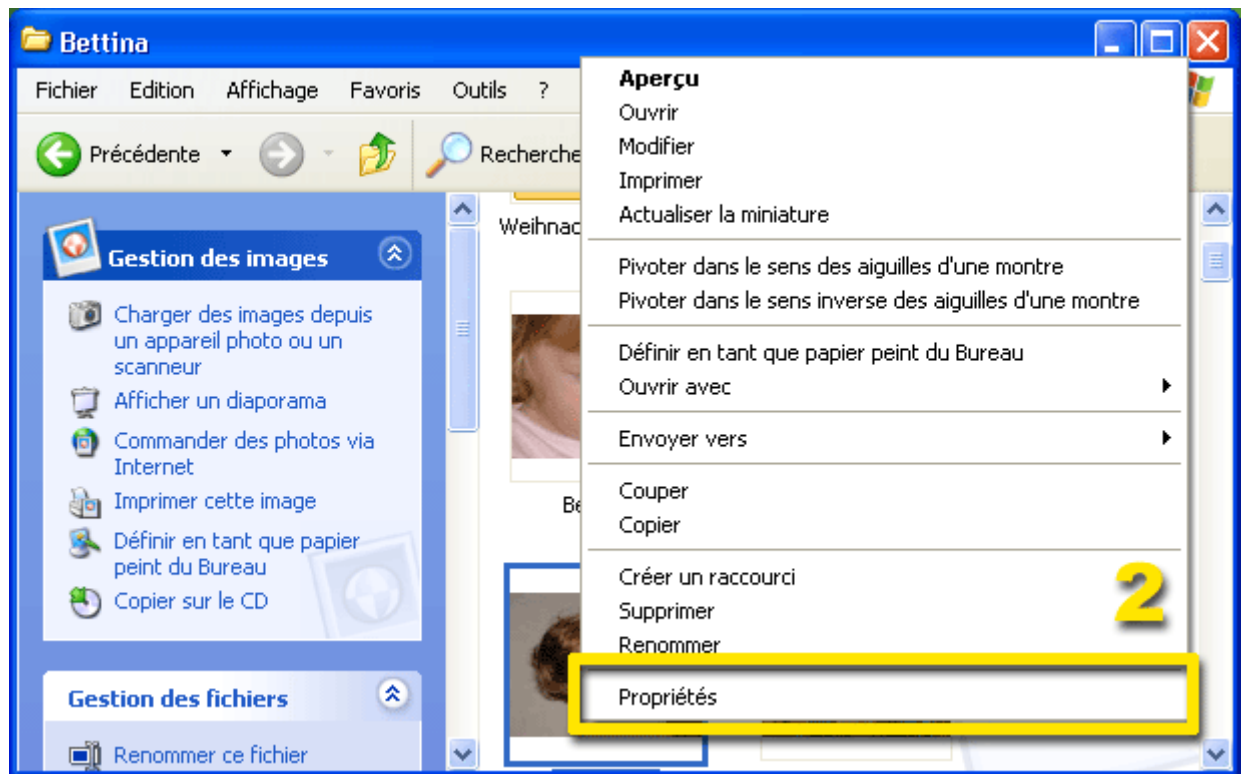 Bettina
Fichier Edition Affichage Favoris Outils ?
Précédente
Recherche
Gestion des images
Charger des images depuis
un appareil photo ou un
scanneur
Afficher un diaporama
Commander des photos via
Internet
Imprimer cette image
Définir en tant que papier
peint du Bureau
Copier sur le CD
Gestion des fichiers
Renommer ce fichier
Aperçu
Ouvrir
Modifier
Imprimer
Actualiser la miniature
Pivoter dans le sens des aiguilles d'une montre
Pivoter dans le sens inverse des aiguilles d'une montre
Définir en tant que papier peint du Bureau
Ouvrir avec
Envoyer vers
Couper
Copier
Créer un raccourci
Supprimer
Renommer
Propriétés
2